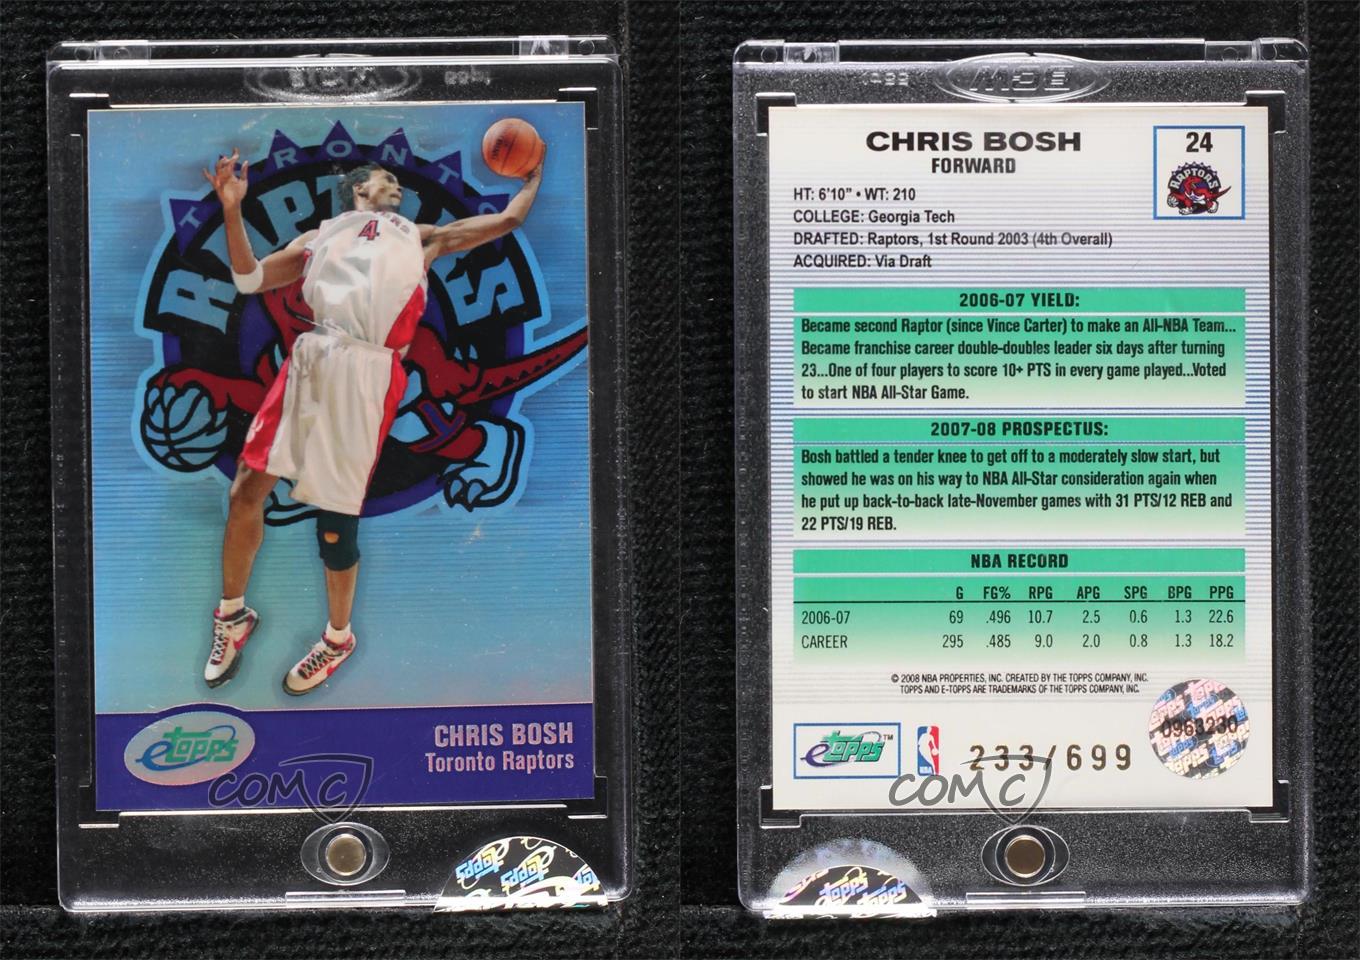 TORONTO
RAPTORS
4
eTopps
CHRIS BOSH
Toronto Raptors
COMC
Topps
Topps
Topps
MDE
CHRIS BOSH
FORWARD
24
RAPTORS
HT: 6'10" • WT: 210
COLLEGE: Georgia Tech
DRAFTED: Raptors, 1st Round 2003 (4th Overall)
ACQUIRED: Via Draft
2006-07 YIELD:
Became second Raptor (since Vince Carter) to make an All-NBA Team...
Became franchise career double-doubles leader six days after turning
23...One of four players to score 10+ PTS in every game played...Voted
to start NBA All-Star Game.
2007-08 PROSPECTUS:
Bosh battled a tender knee to get off to a moderately slow start, but
showed he was on his way to NBA All-Star consideration again when
he put up back-to-back late-November games with 31 PTS/12 REB and
22 PTS/19 REB.
NBA RECORD
G FG% RPG APG SPG BPG PPG
2006-07 69 .496 10.7 2.5 0.6 1.3 22.6
CAREER 295 .485 9.0 2.0 0.8 1.3 18.2
© 2008 NBA PROPERTIES, INC. CREATED BY THE TOPPS COMPANY, INC.
TOPPS AND E-TOPPS ARE TRADEMARKS OF THE TOPPS COMPANY, INC.
eTopps™
NBA
233/699
0963230
COMC
Topps
Topps